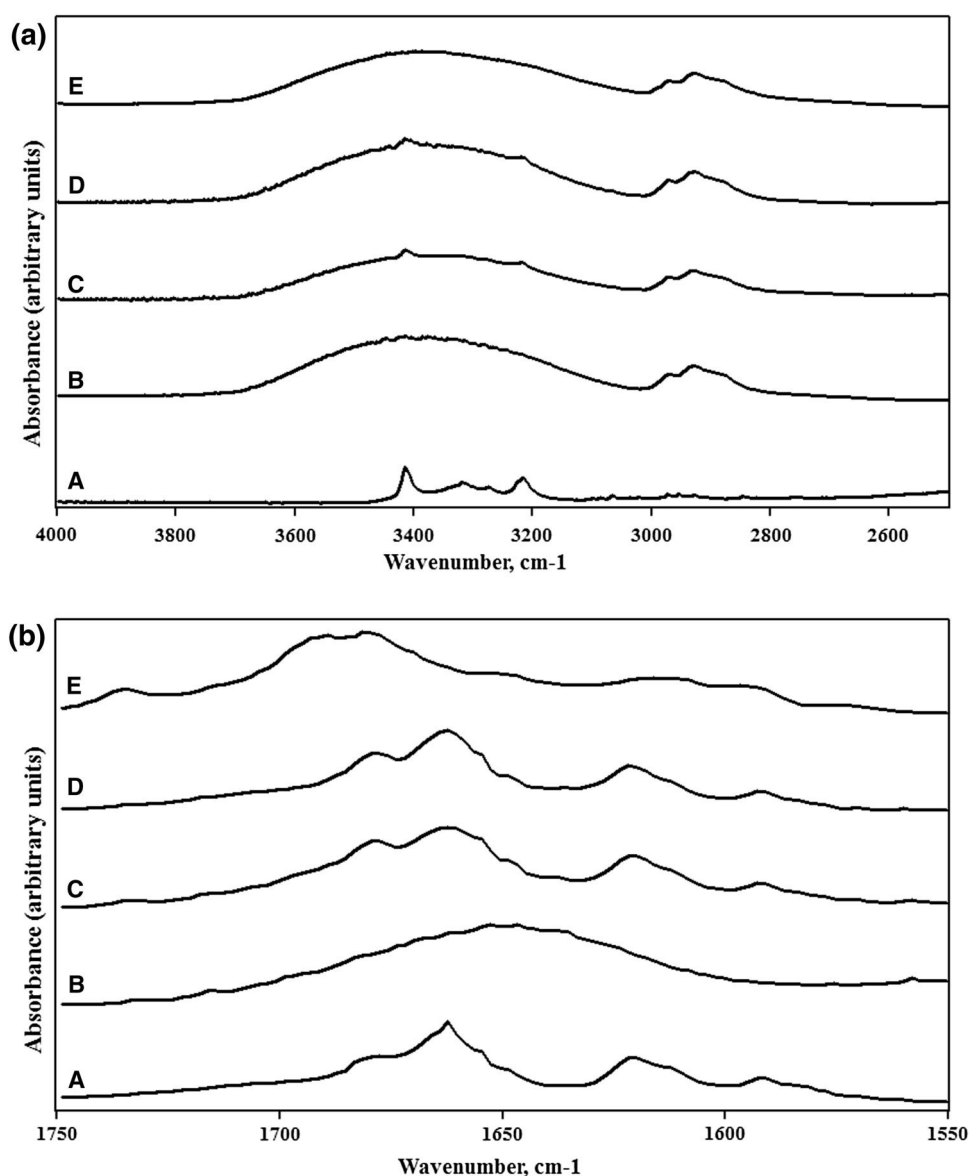 (a)
E
D
C
B
A
Absorbance (arbitrary units)
4000 3800 3600 3400 3200 3000 2800 2600
Wavenumber, cm-1
(b)
E
D
C
B
A
Absorbance (arbitrary units)
1750 1700 1650 1600 1550
Wavenumber, cm-1